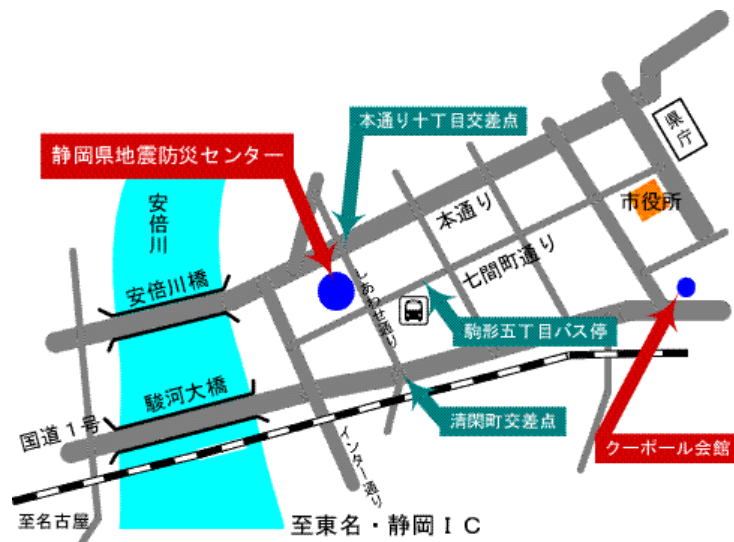 本通り十丁目交差点
県庁
静岡県地震防災センター
市役所
安倍川
本通り
七間町通り
しあわせ通り
安倍川橋
駒形五丁目バス停
駿河大橋
清閑町交差点
国道1号
インター通り
クーポール会館
至名古屋
至東名・静岡IC